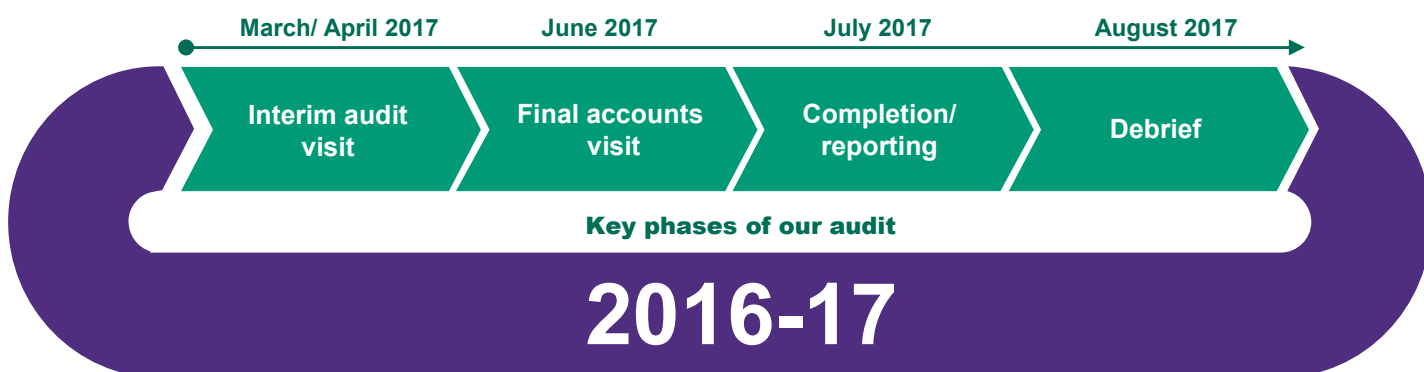 March/ April 2017
June 2017
July 2017
August 2017
Interim audit
visit
Final accounts
visit
Completion/
reporting
Debrief
Key phases of our audit
2016-17